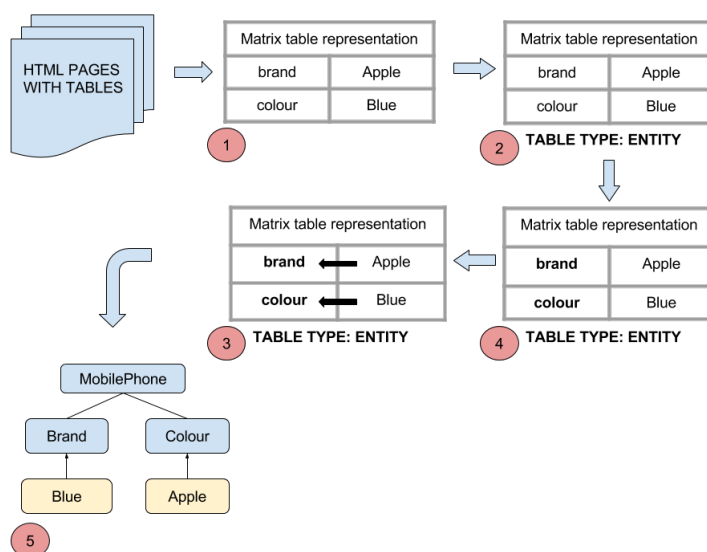 HTML PAGES
WITH TABLES
Matrix table representation
brand Apple
colour Blue
1
Matrix table representation
brand Apple
colour Blue
2
TABLE TYPE: ENTITY
Matrix table representation
brand Apple
colour Blue
3
TABLE TYPE: ENTITY
Matrix table representation
brand Apple
colour Blue
4
TABLE TYPE: ENTITY
MobilePhone
Brand Colour
Blue Apple
5